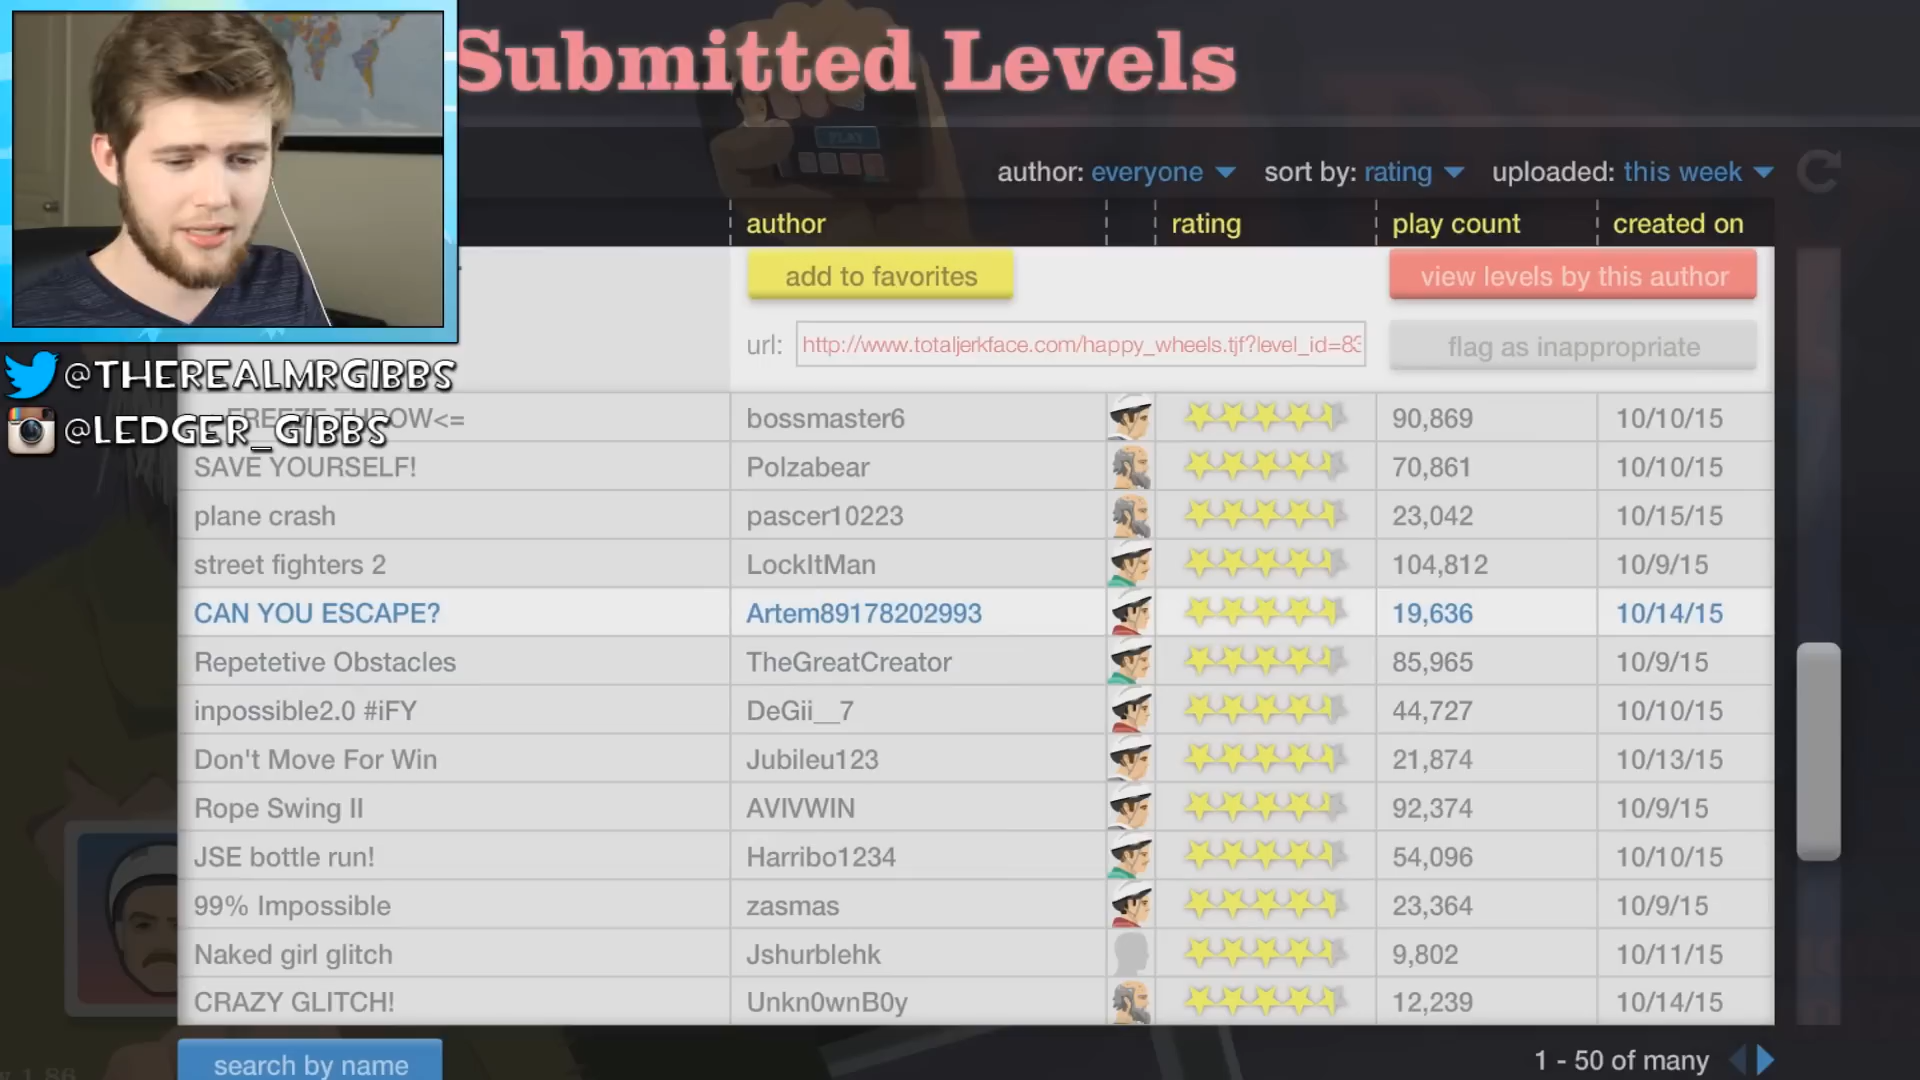 Submitted Levels
author: everyone sort by: rating uploaded: this week
author rating play count created on
add to favorites view levels by this author
url: http://www.totaljerkface.com/happy_wheels.tjf?level_id=83 flag as inappropriate
@THEREALMRGIBBS
@LEDGER_GIBBS
FREEZE THROW<= bossmaster6 90,869 10/10/15
SAVE YOURSELF! Polzabear 70,861 10/10/15
plane crash pascer10223 23,042 10/15/15
street fighters 2 LockItMan 104,812 10/9/15
CAN YOU ESCAPE? Artem89178202993 19,636 10/14/15
Repetetive Obstacles TheGreatCreator 85,965 10/9/15
inpossible2.0 #iFY DeGii__7 44,727 10/10/15
Don't Move For Win Jubileu123 21,874 10/13/15
Rope Swing II AVIVWIN 92,374 10/9/15
JSE bottle run! Harribo1234 54,096 10/10/15
99% Impossible zasmas 23,364 10/9/15
Naked girl glitch Jshurblehk 9,802 10/11/15
CRAZY GLITCH! Unkn0wnB0y 12,239 10/14/15
search by name 1 - 50 of many
PLAY
1.86